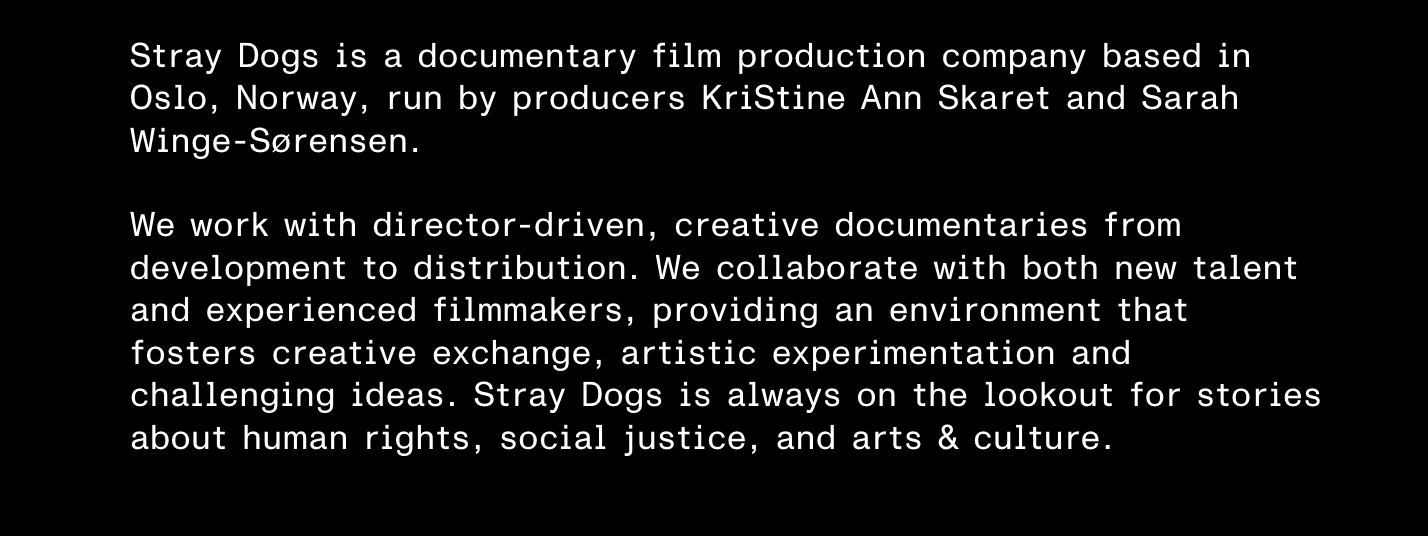 Stray Dogs is a documentary film production company based in
Oslo, Norway, run by producers KriStine Ann Skaret and Sarah
Winge-Sørensen.
We work with director-driven, creative documentaries from
development to distribution. We collaborate with both new talent
and experienced filmmakers, providing an environment that
fosters creative exchange, artistic experimentation and
challenging ideas. Stray Dogs is always on the lookout for stories
about human rights, social justice, and arts & culture.